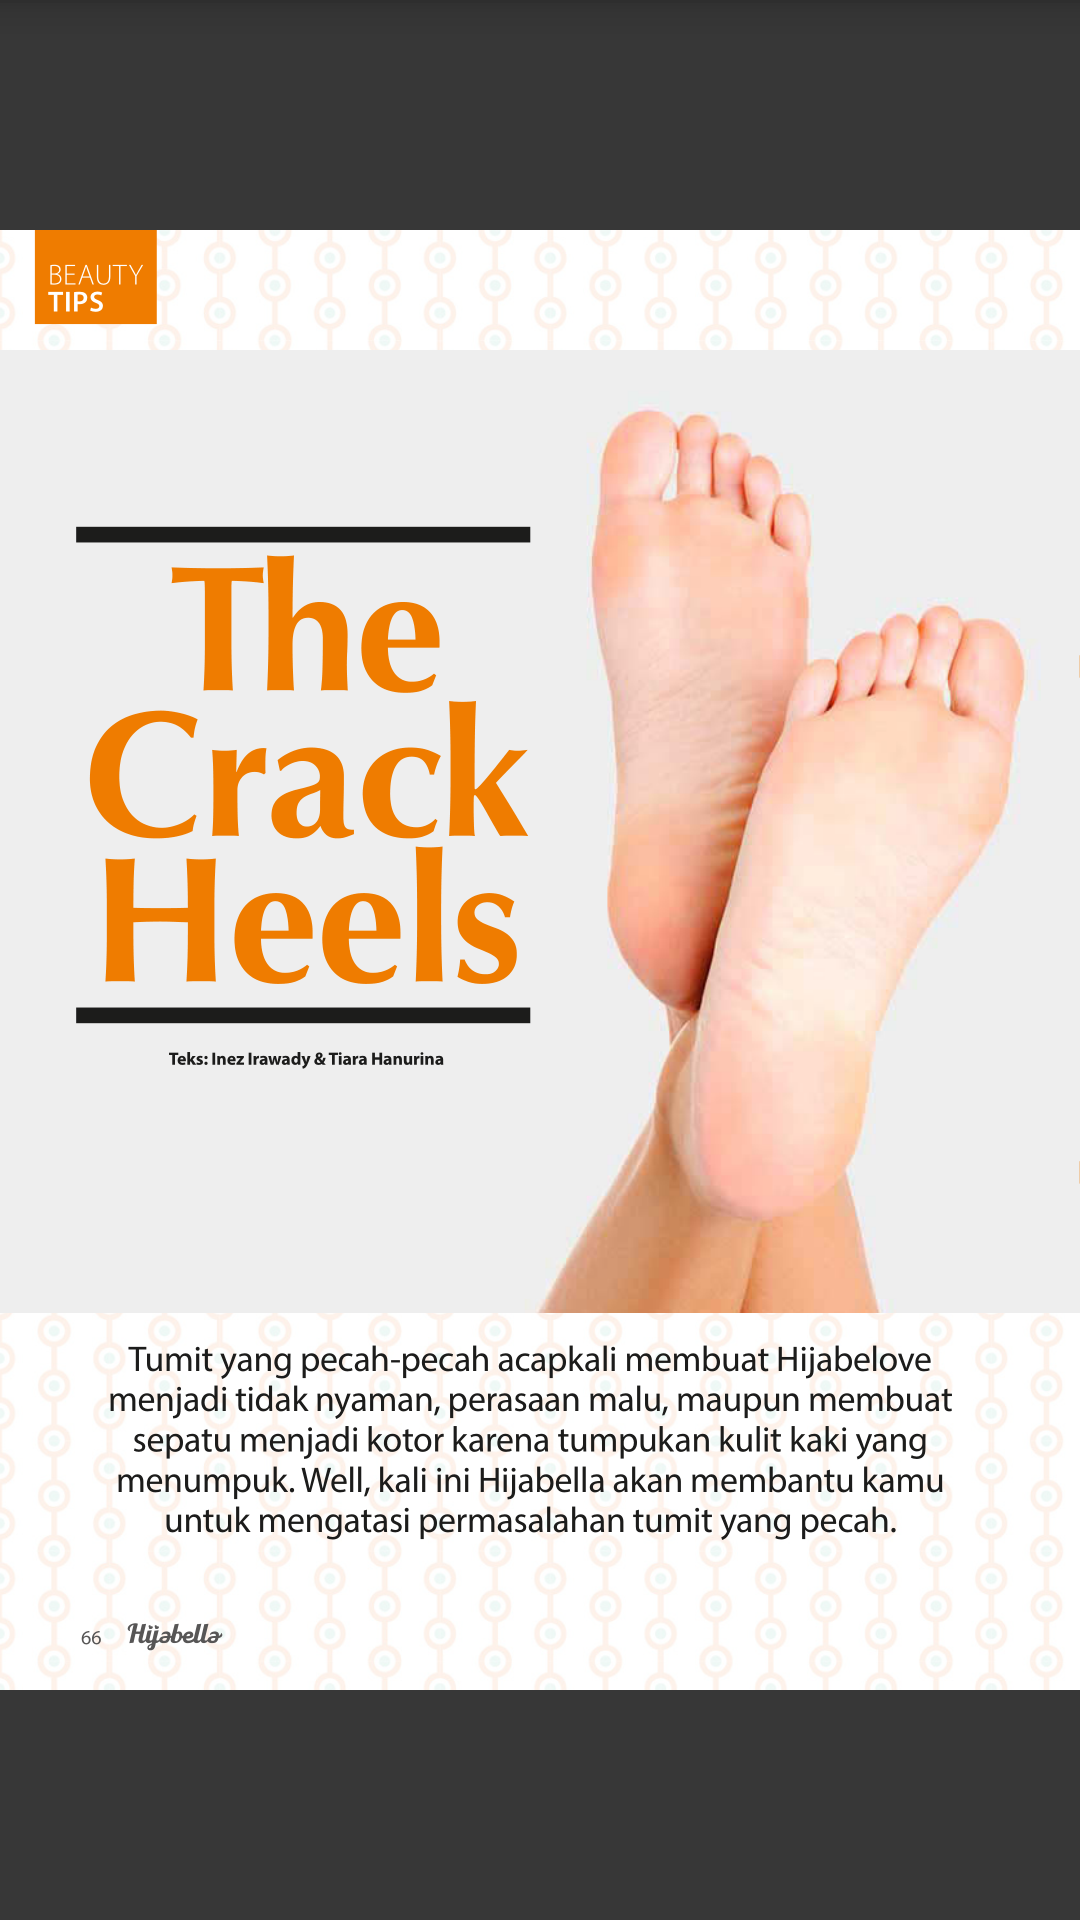 BEAUTY
TIPS
The
Crack
Heels
Teks: Inez Irawady & Tiara Hanurina
Tumit yang pecah-pecah acapkali membuat Hijabelove
menjadi tidak nyaman, perasaan malu, maupun membuat
sepatu menjadi kotor karena tumpukan kulit kaki yang
menumpuk. Well, kali ini Hijabella akan membantu kamu
untuk mengatasi permasalahan tumit yang pecah.
66 Hijabella